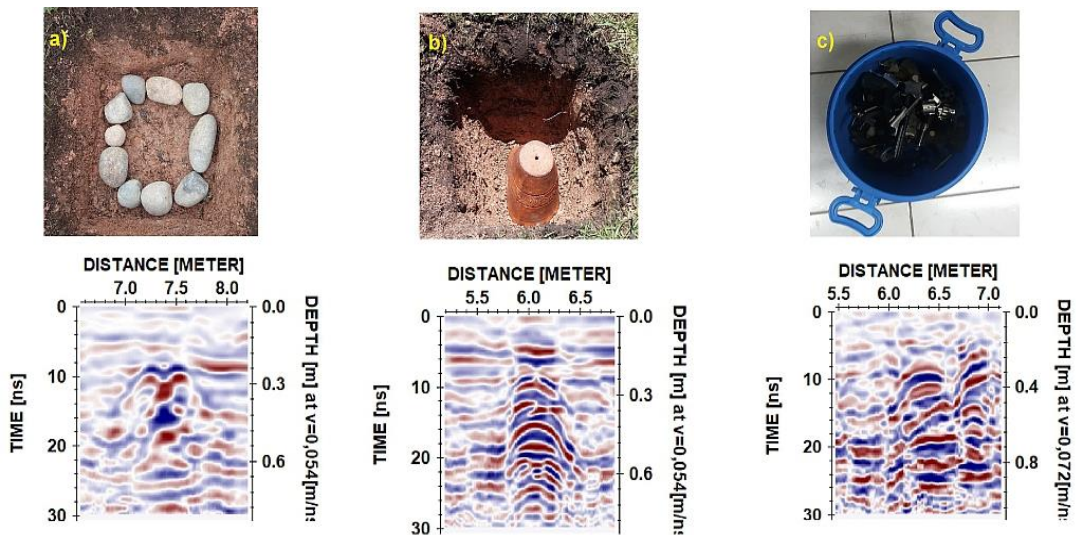 a)
b)
c)
DISTANCE [METER]
7.0 7.5 8.0
TIME [ns]
0
10
20
30
DEPTH [m] at v=0,054[m/ns
0.0
0.3
0.6
DISTANCE [METER]
5.5 6.0 6.5
TIME [ns]
0
10
20
30
DEPTH [m] at v=0,054[m/ns
0.0
0.3
0.6
DISTANCE [METER]
5.5 6.0 6.5 7.0
TIME [ns]
0
10
20
30
DEPTH [m] at v=0,072[m/ns
0.0
0.4
0.8